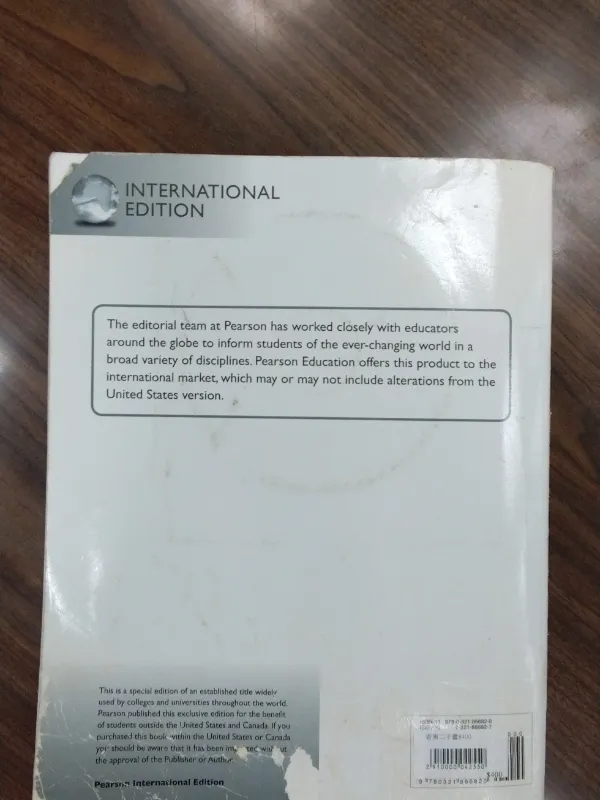 INTERNATIONAL
EDITION
The editorial team at Pearson has worked closely with educators
around the globe to inform students of the ever-changing world in a
broad variety of disciplines. Pearson Education offers this product to the
international market, which may or may not include alterations from the
United States version.
This is a special edition of an established title widely
used by colleges and universities throughout the world.
Pearson published this exclusive edition for the benefit
of students outside the United States and Canada. If you
purchased this book within the United States or Canada
you should be aware that it has been without
the approval of the Publisher or Author.
Pearson International Edition
$400